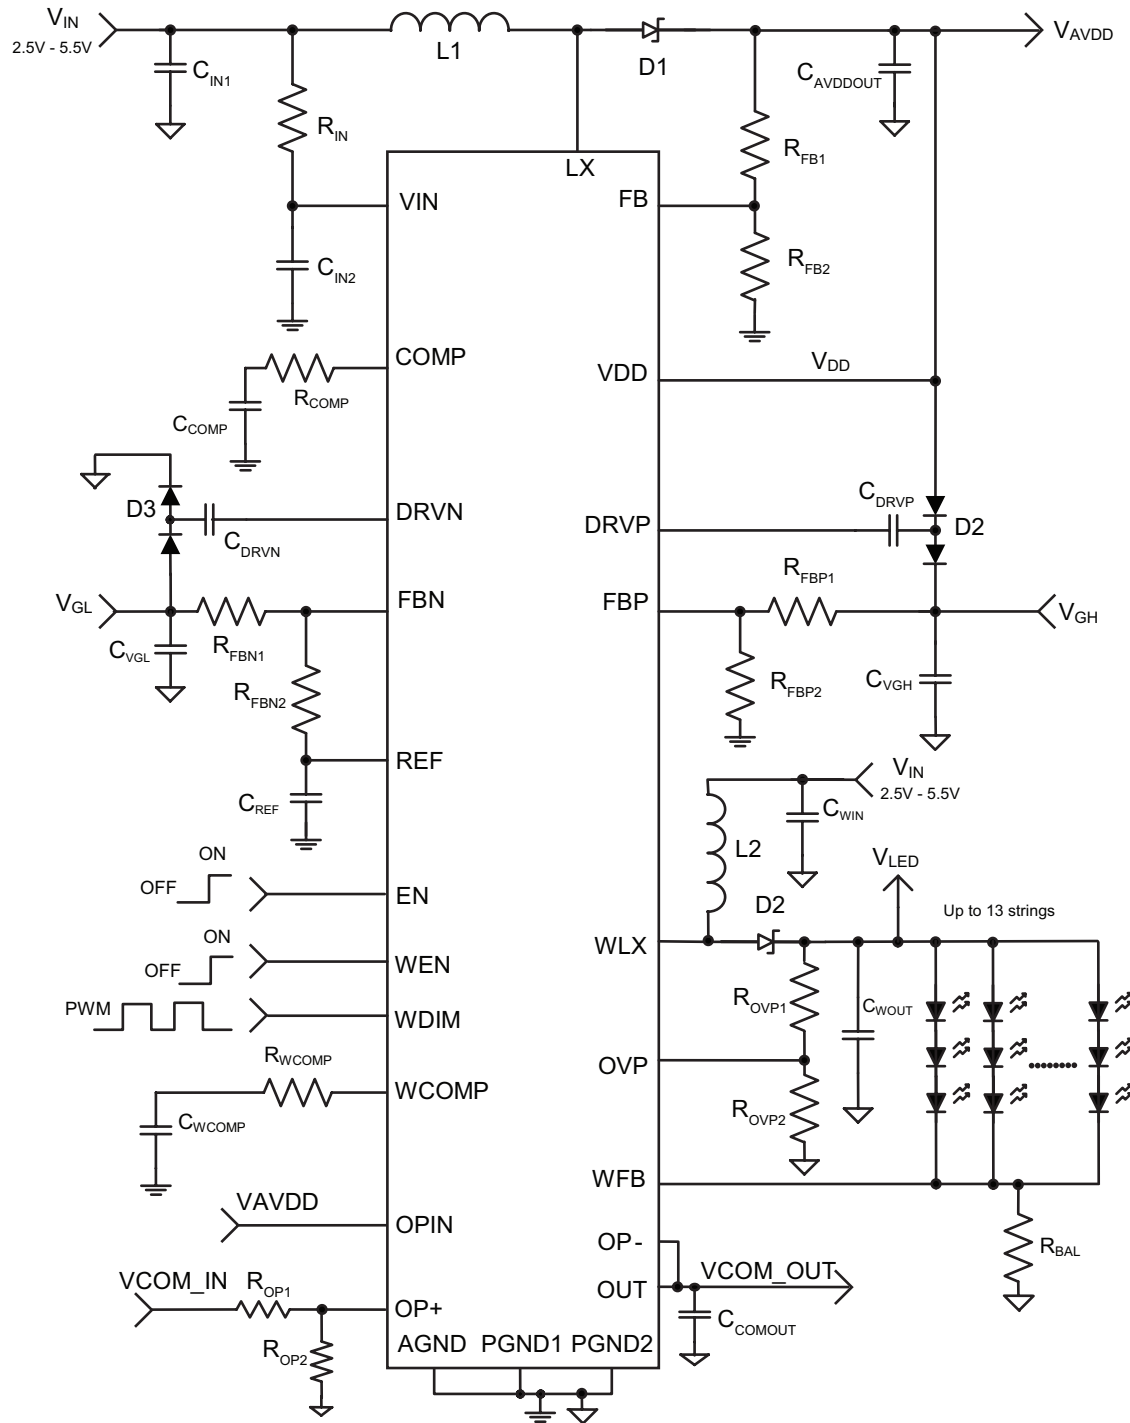 VIN
2.5V - 5.5V
L1
D1
VAVDD
CIN1
CAVDDOUT
RIN
RFB1
LX
VIN
FB
CIN2
RFB2
COMP
RCOMP
CCOMP
VDD
VDD
D3
CDRVN
DRVN
DRVP
CDRVP
D2
VGL
RFBN1
FBN
FBP
RFBP1
VGH
CVGL
RFBN2
RFBP2
CVGH
REF
CREF
VIN
2.5V - 5.5V
CWIN
L2
VLED
ON
OFF
EN
D2
Up to 13 strings
ON
OFF
WEN
WLX
PWM
WDIM
ROVP1
CWOUT
RWCOMP
WCOMP
CWCOMP
OVP
ROVP2
WFB
VAVDD
OPIN
OP-
RBAL
VCOM_IN
ROP1
OP+
OUT
VCOM_OUT
ROP2
CCOMOUT
AGND PGND1 PGND2